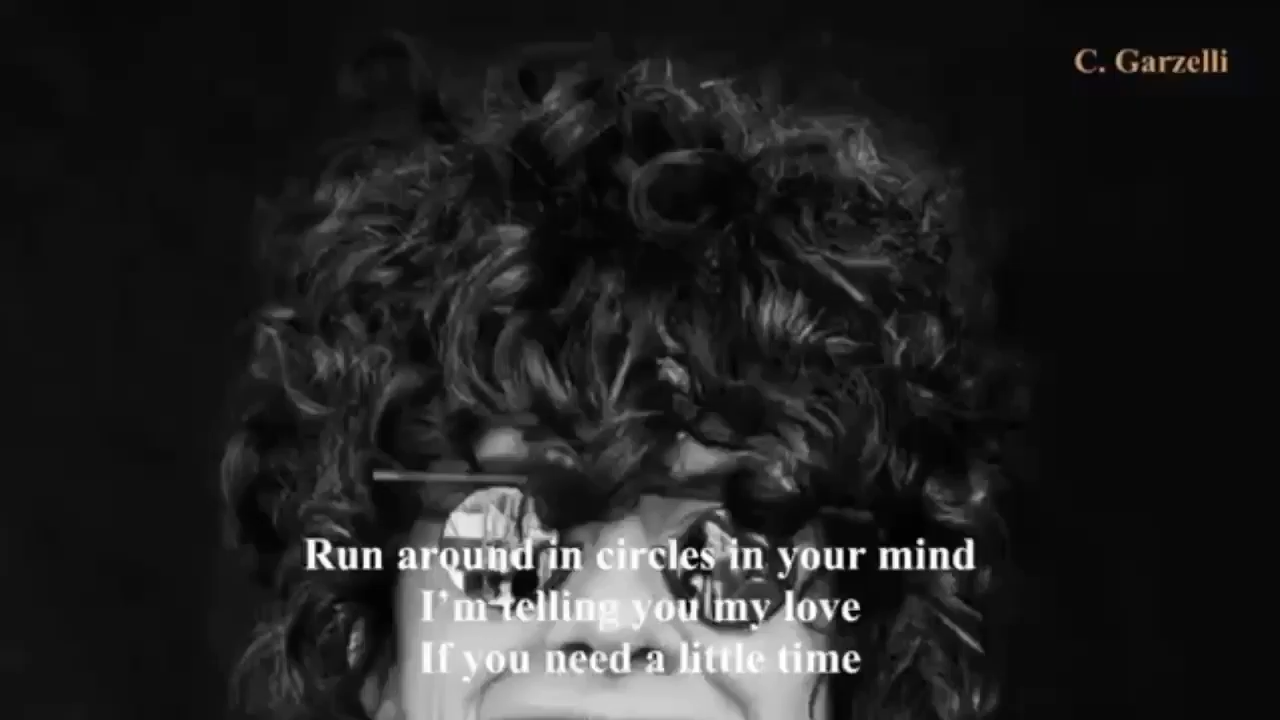 C. Garzelli
Run around in circles in your mind
I'm telling you my love
If you need a little time